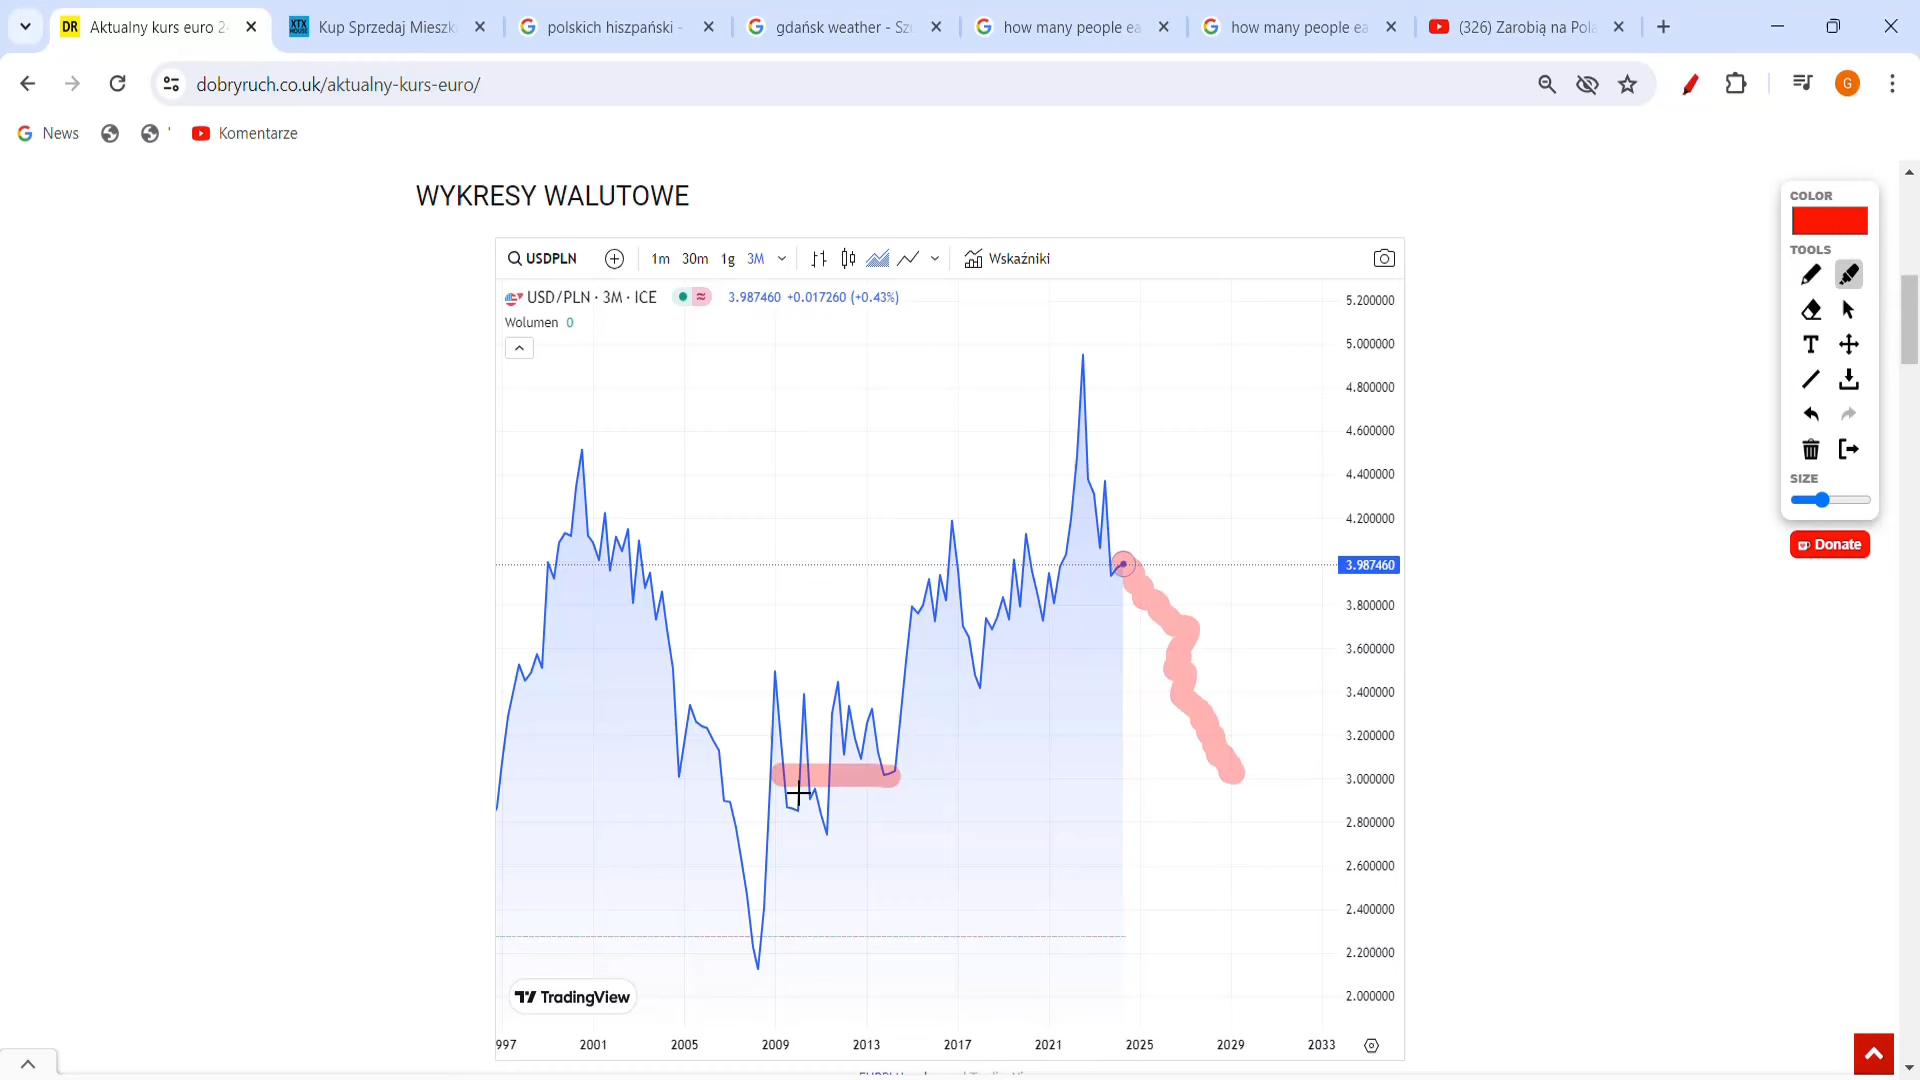 DR Aktualny kurs euro 24
XTX HOUSE Kup Sprzedaj Mieszk
polskich hiszpański -
gdańsk weather - Szu
how many people ea
how many people ea
(326) Zarobią na Pola
dobryruch.co.uk/aktualny-kurs-euro/
G
News
Komentarze
WYKRESY WALUTOWE
USDPLN
1m 30m 1g 3M
Wskaźniki
USD/PLN · 3M · ICE
3.987460 +0.017260 (+0.43%)
Wolumen 0
5.200000
5.000000
4.800000
4.600000
4.400000
4.200000
3.987460
3.800000
3.600000
3.400000
3.200000
3.000000
2.800000
2.600000
2.400000
2.200000
2.000000
TradingView
997 2001 2005 2009 2013 2017 2021 2025 2029 2033
COLOR
TOOLS
T
SIZE
Donate